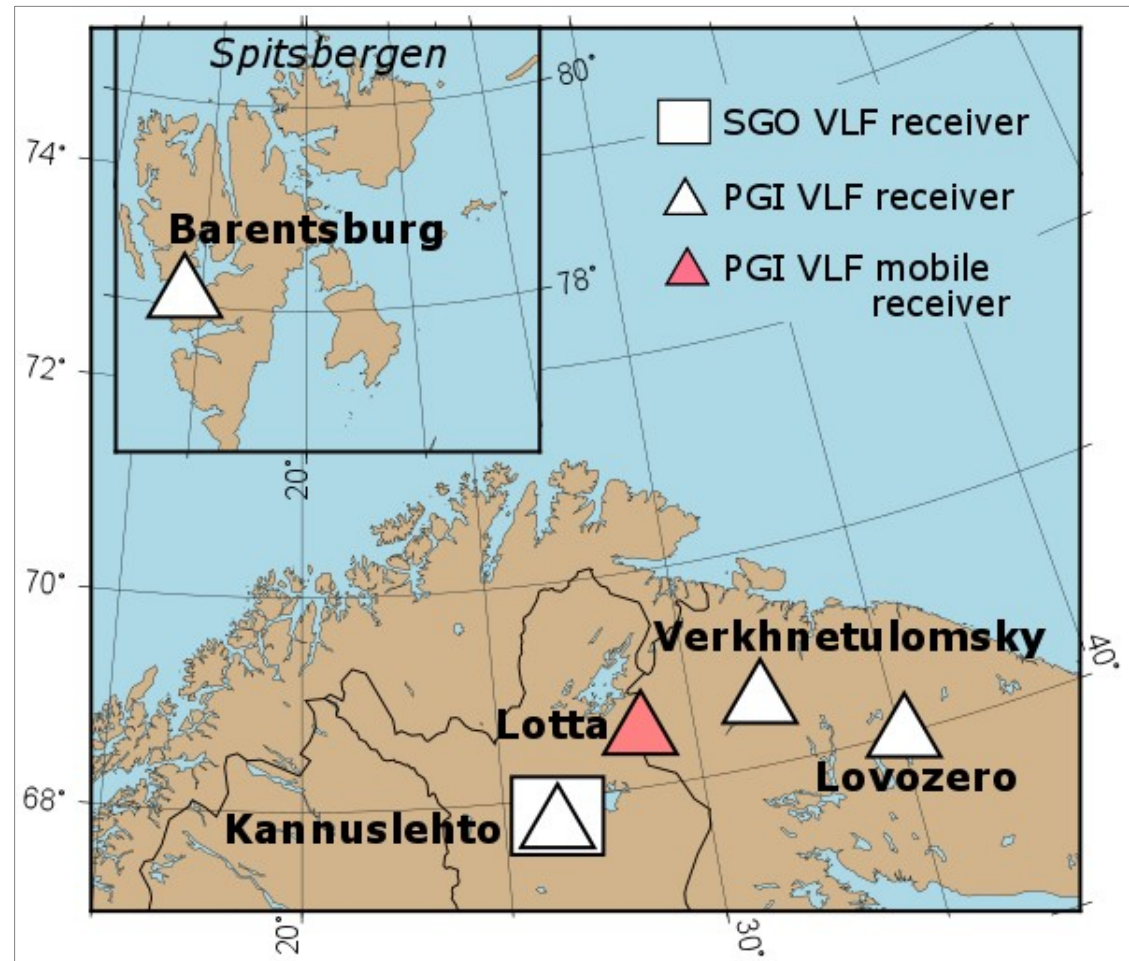 Spitsbergen
80°
SGO VLF receiver
74°
PGI VLF receiver
Barentsburg
PGI VLF mobile
receiver
78°
72°
20°
70°
Verkhnetulomsky
40°
Lotta
Lovozero
68°
Kannuslehto
20°
30°